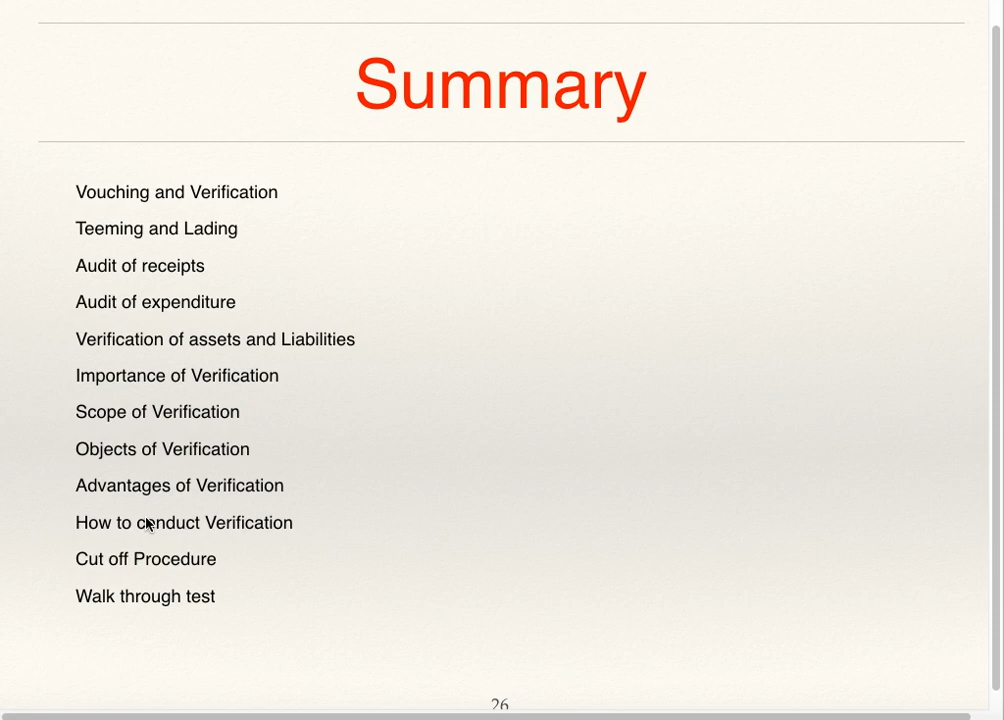 Summary
Vouching and Verification
Teeming and Lading
Audit of receipts
Audit of expenditure
Verification of assets and Liabilities
Importance of Verification
Scope of Verification
Objects of Verification
Advantages of Verification
How to conduct Verification
Cut off Procedure
Walk through test
26